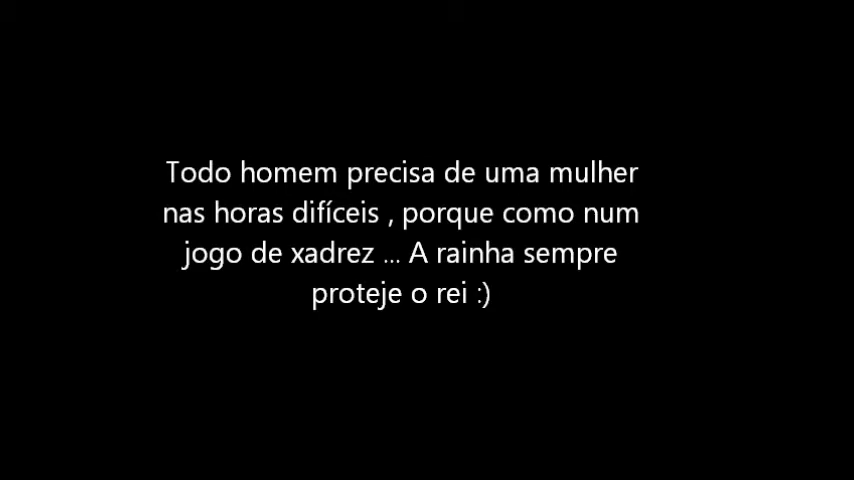 Todo homem precisa de uma mulher
nas horas difíceis , porque como num
jogo de xadrez ... A rainha sempre
proteje o rei :)